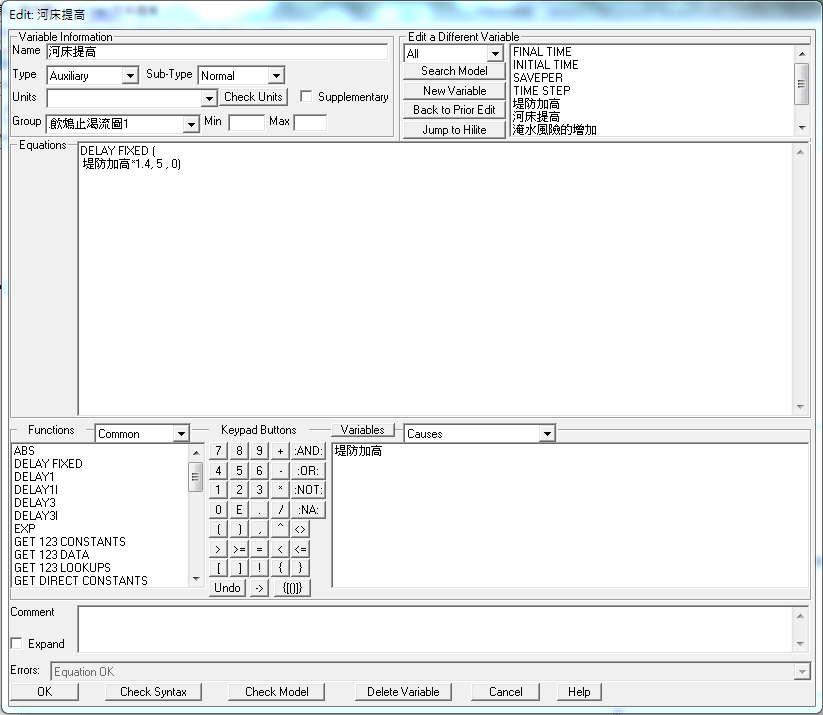 Edit: 河床提高
Variable Information
Name 河床提高
Type Auxiliary Sub-Type Normal
Units Check Units Supplementary
Group .飲鴆止渴流圖1 Min Max
Edit a Different Variable
All
Search Model
New Variable
Back to Prior Edit
Jump to Hilite
FINAL TIME
INITIAL TIME
SAVEPER
TIME STEP
堤防加高
河床提高
淹水風險的增加
Equations
DELAY FIXED (
堤防加高*1.4, 5 , 0)
Functions Common
ABS
DELAY FIXED
DELAY1
DELAY1I
DELAY3
DELAY3I
EXP
GET 123 CONSTANTS
GET 123 DATA
GET 123 LOOKUPS
GET DIRECT CONSTANTS
Keypad Buttons
7 8 9 + :AND:
4 5 6 - :OR:
1 2 3 * :NOT:
0 E . / :NA:
( ) , ^ <>
> >= = < <=
[ ] ! { }
Undo -> {[()]}
Variables Causes
堤防加高
Comment
Expand
Errors: Equation OK
OK Check Syntax Check Model Delete Variable Cancel Help